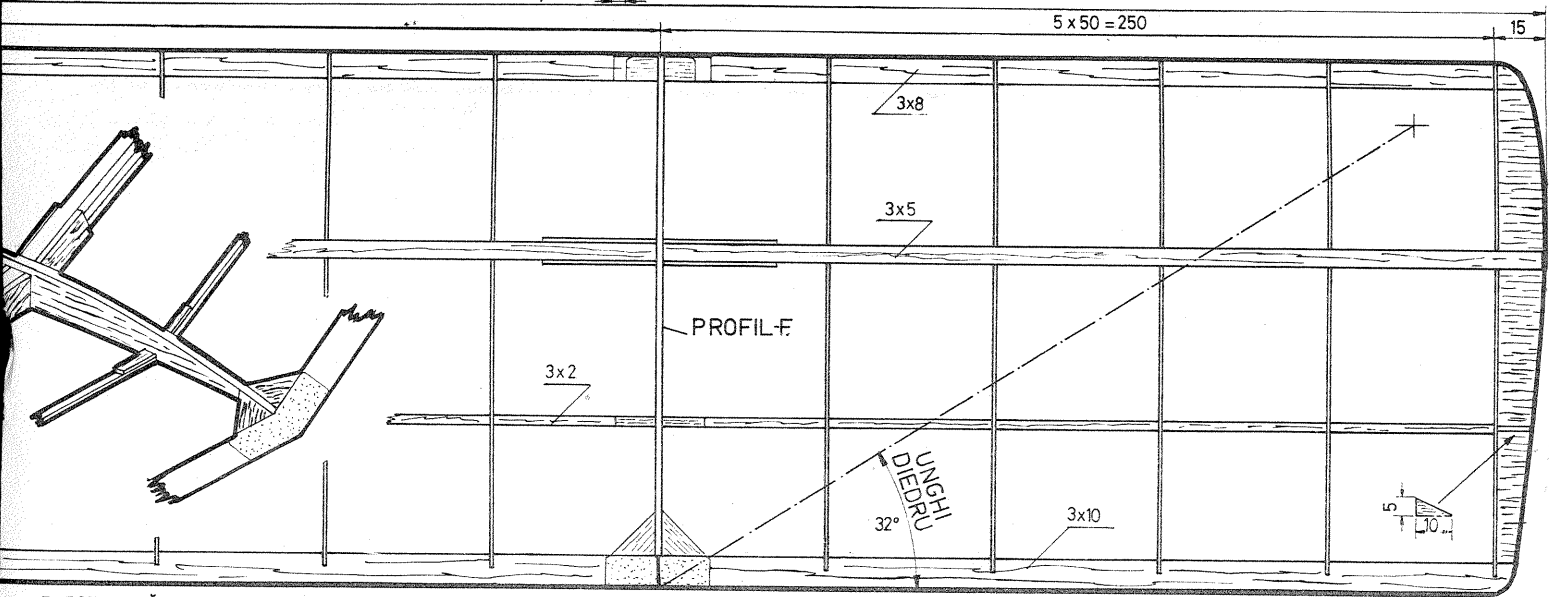 5 x 50 = 250
15
3x8
3x5
PROFIL-F
3x2
UNGHI
DIEDRU
32°
3x10
5
10